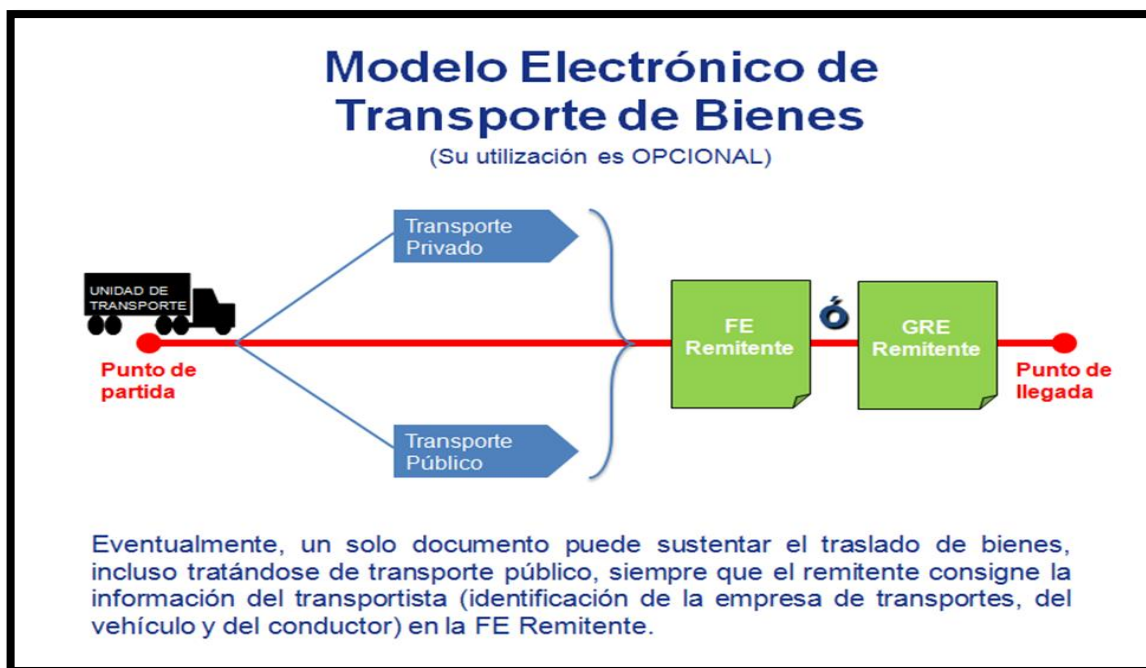 Modelo Electrónico de
Transporte de Bienes
(Su utilización es OPCIONAL)
Transporte
Privado
UNIDAD DE
TRANSPORTE
FE
Remitente
ó
GRE
Remitente
Punto de
partida
Punto de
llegada
Transporte
Público
Eventualmente, un solo documento puede sustentar el traslado de bienes,
incluso tratándose de transporte público, siempre que el remitente consigne la
información del transportista (identificación de la empresa de transportes, del
vehículo y del conductor) en la FE Remitente.